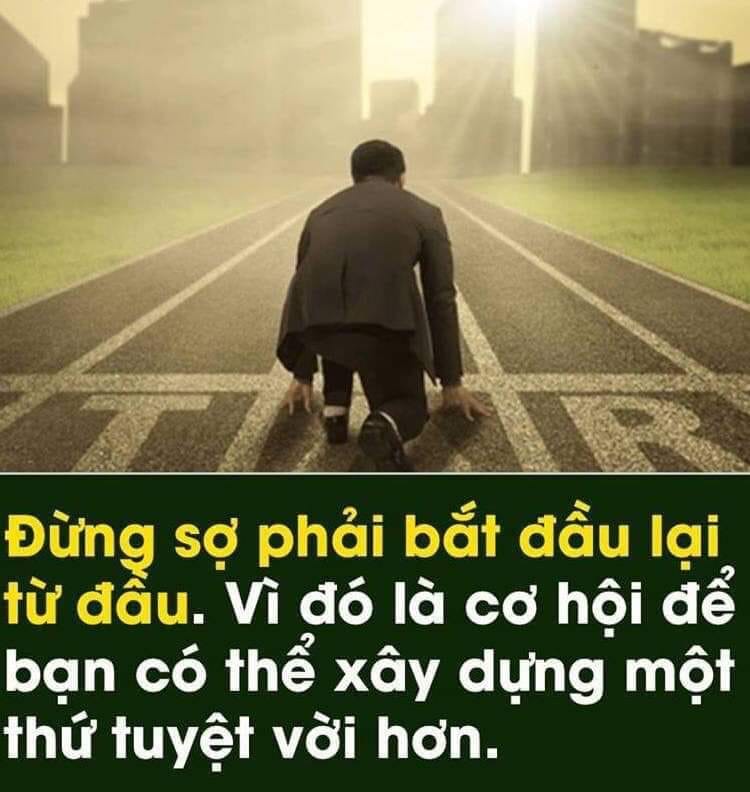 T R
Đừng sợ phải bắt đầu lại
từ đầu. Vì đó là cơ hội để
bạn có thể xây dựng một
thứ tuyệt vời hơn.